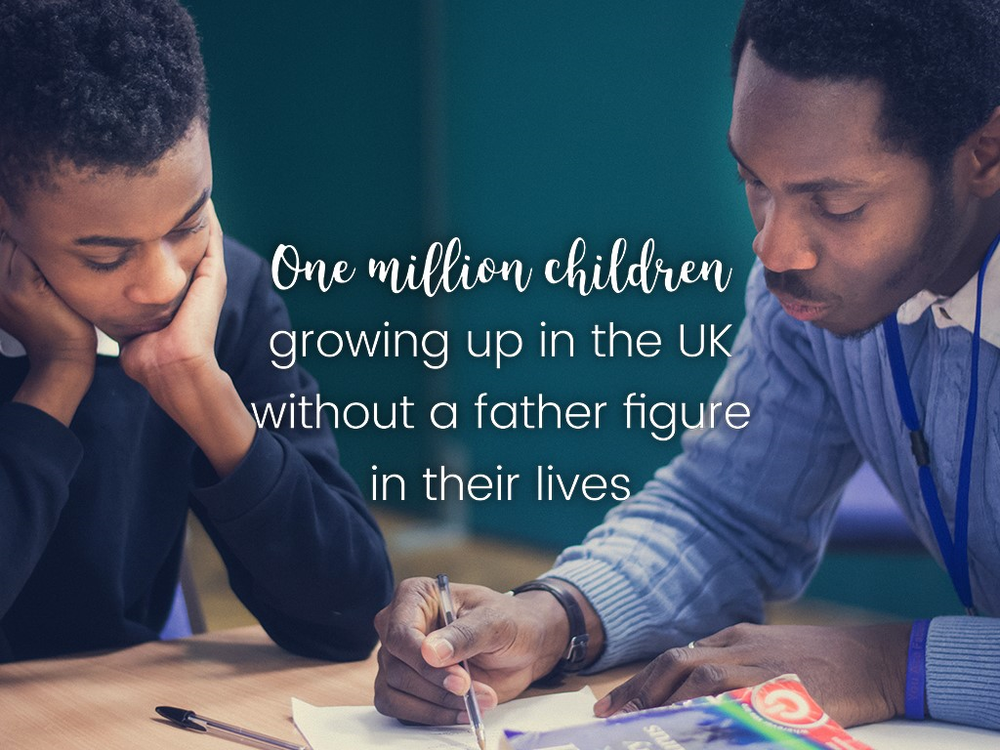 One million children
growing up in the UK
without a father figure
in their lives